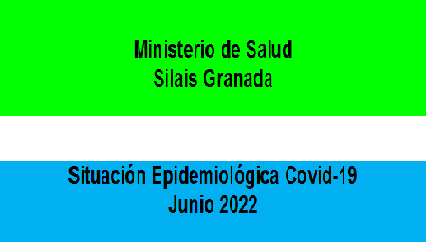 Ministerio de Salud
Silais Granada
Situación Epidemiológica Covid-19
Junio 2022